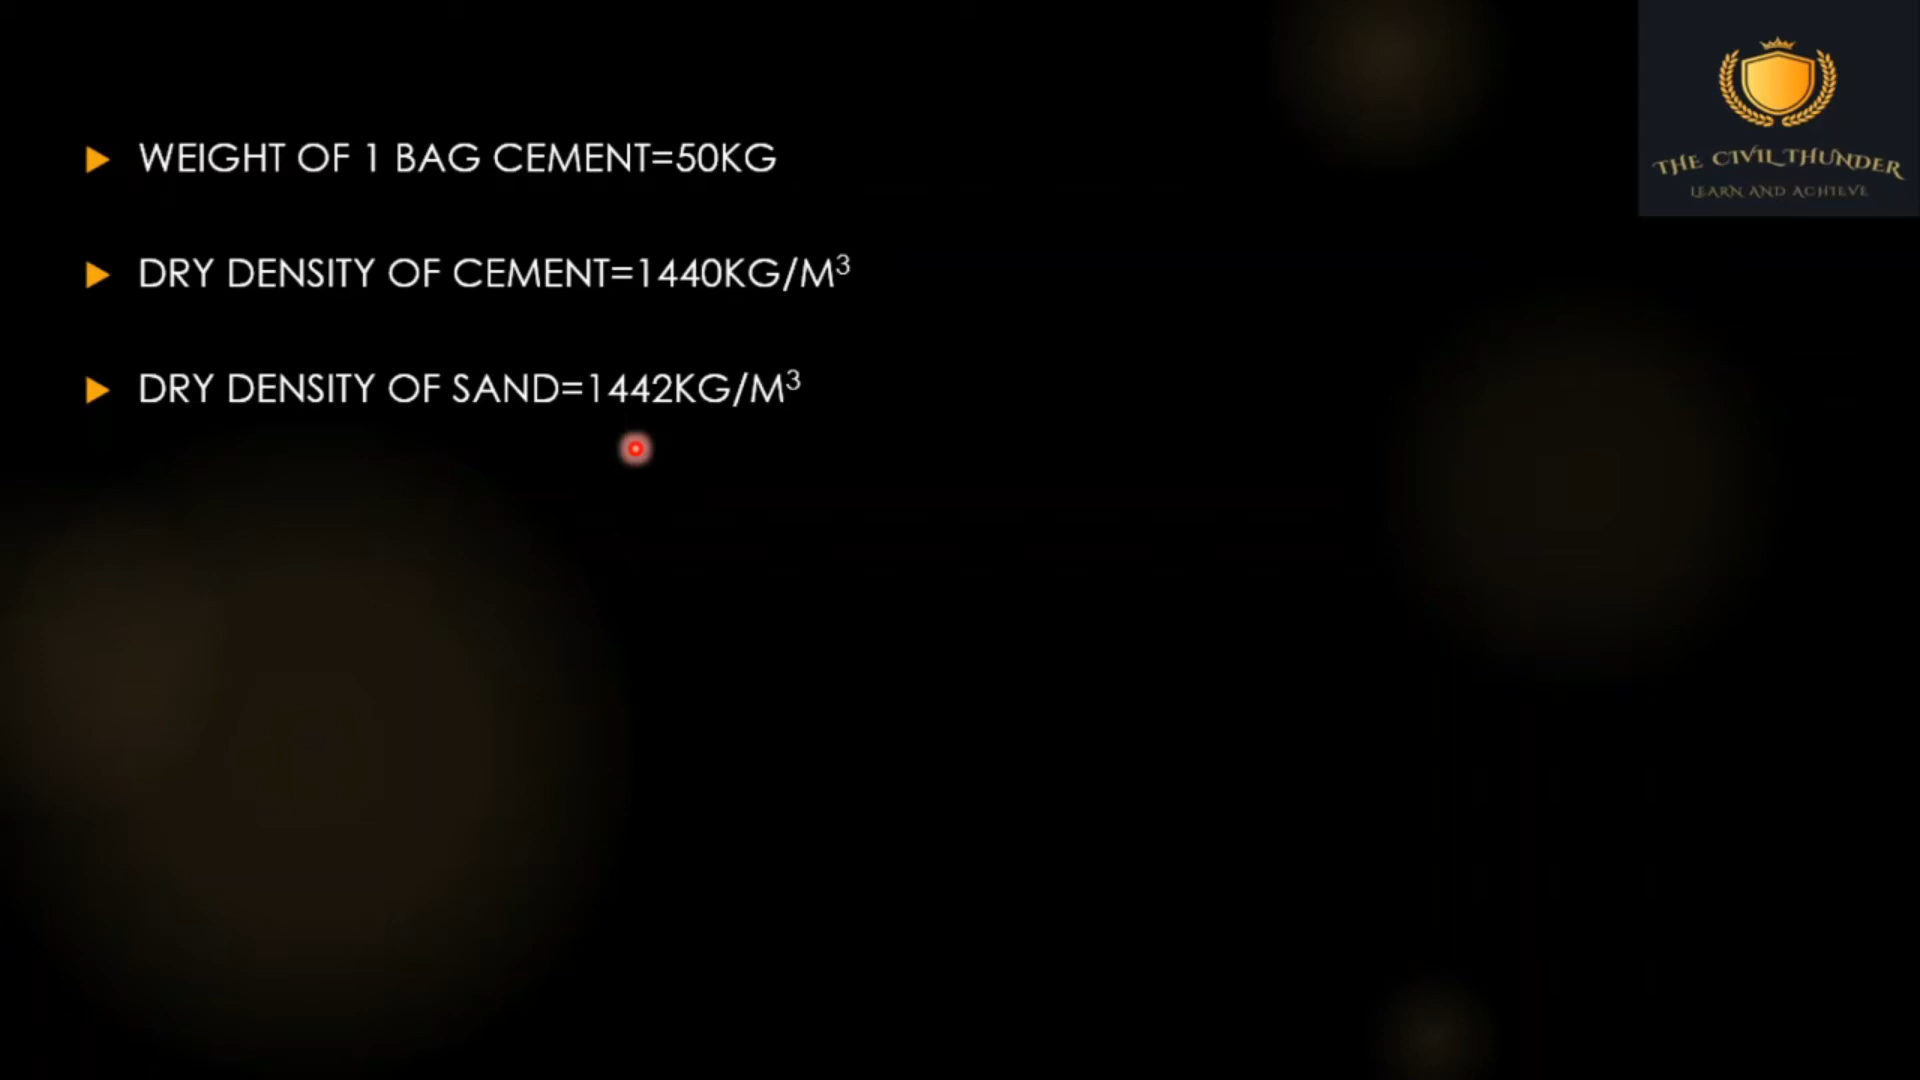 WEIGHT OF 1 BAG CEMENT=50KG
DRY DENSITY OF CEMENT=1440KG/M³
DRY DENSITY OF SAND=1442KG/M³
THE CIVIL THUNDER
LEARN AND ACHIEVE